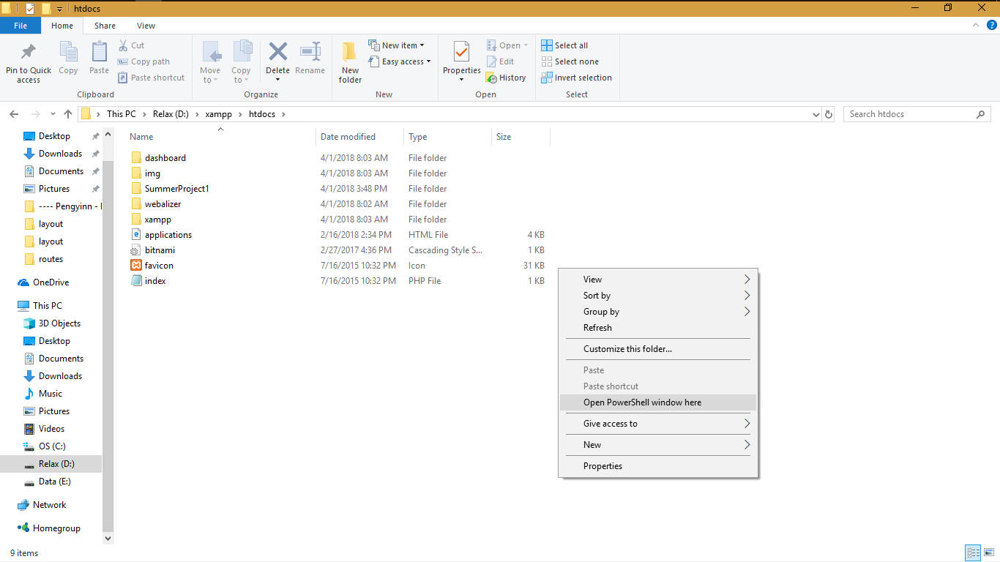 htdocs
File Home Share View
Pin to Quick access
Copy
Paste
Cut
Copy path
Paste shortcut
Clipboard
Move to
Copy to
Delete
Rename
Organize
New folder
New item
Easy access
New
Properties
Open
Edit
History
Open
Select all
Select none
Invert selection
Select
This PC > Relax (D:) > xampp > htdocs >
Search htdocs
Desktop
Downloads
Documents
Pictures
---- Pengyinn -
layout
layout
routes
OneDrive
This PC
3D Objects
Desktop
Documents
Downloads
Music
Pictures
Videos
OS (C:)
Relax (D:)
Data (E:)
Network
Homegroup
Name Date modified Type Size
dashboard 4/1/2018 8:03 AM File folder
img 4/1/2018 8:03 AM File folder
SummerProject1 4/1/2018 3:48 PM File folder
webalizer 4/1/2018 8:02 AM File folder
xampp 4/1/2018 8:03 AM File folder
applications 2/16/2018 2:34 PM HTML File 4 KB
bitnami 2/27/2017 4:36 PM Cascading Style S... 1 KB
favicon 7/16/2015 10:32 PM Icon 31 KB
index 7/16/2015 10:32 PM PHP File 1 KB
View
Sort by
Group by
Refresh
Customize this folder...
Paste
Paste shortcut
Open PowerShell window here
Give access to
New
Properties
9 items